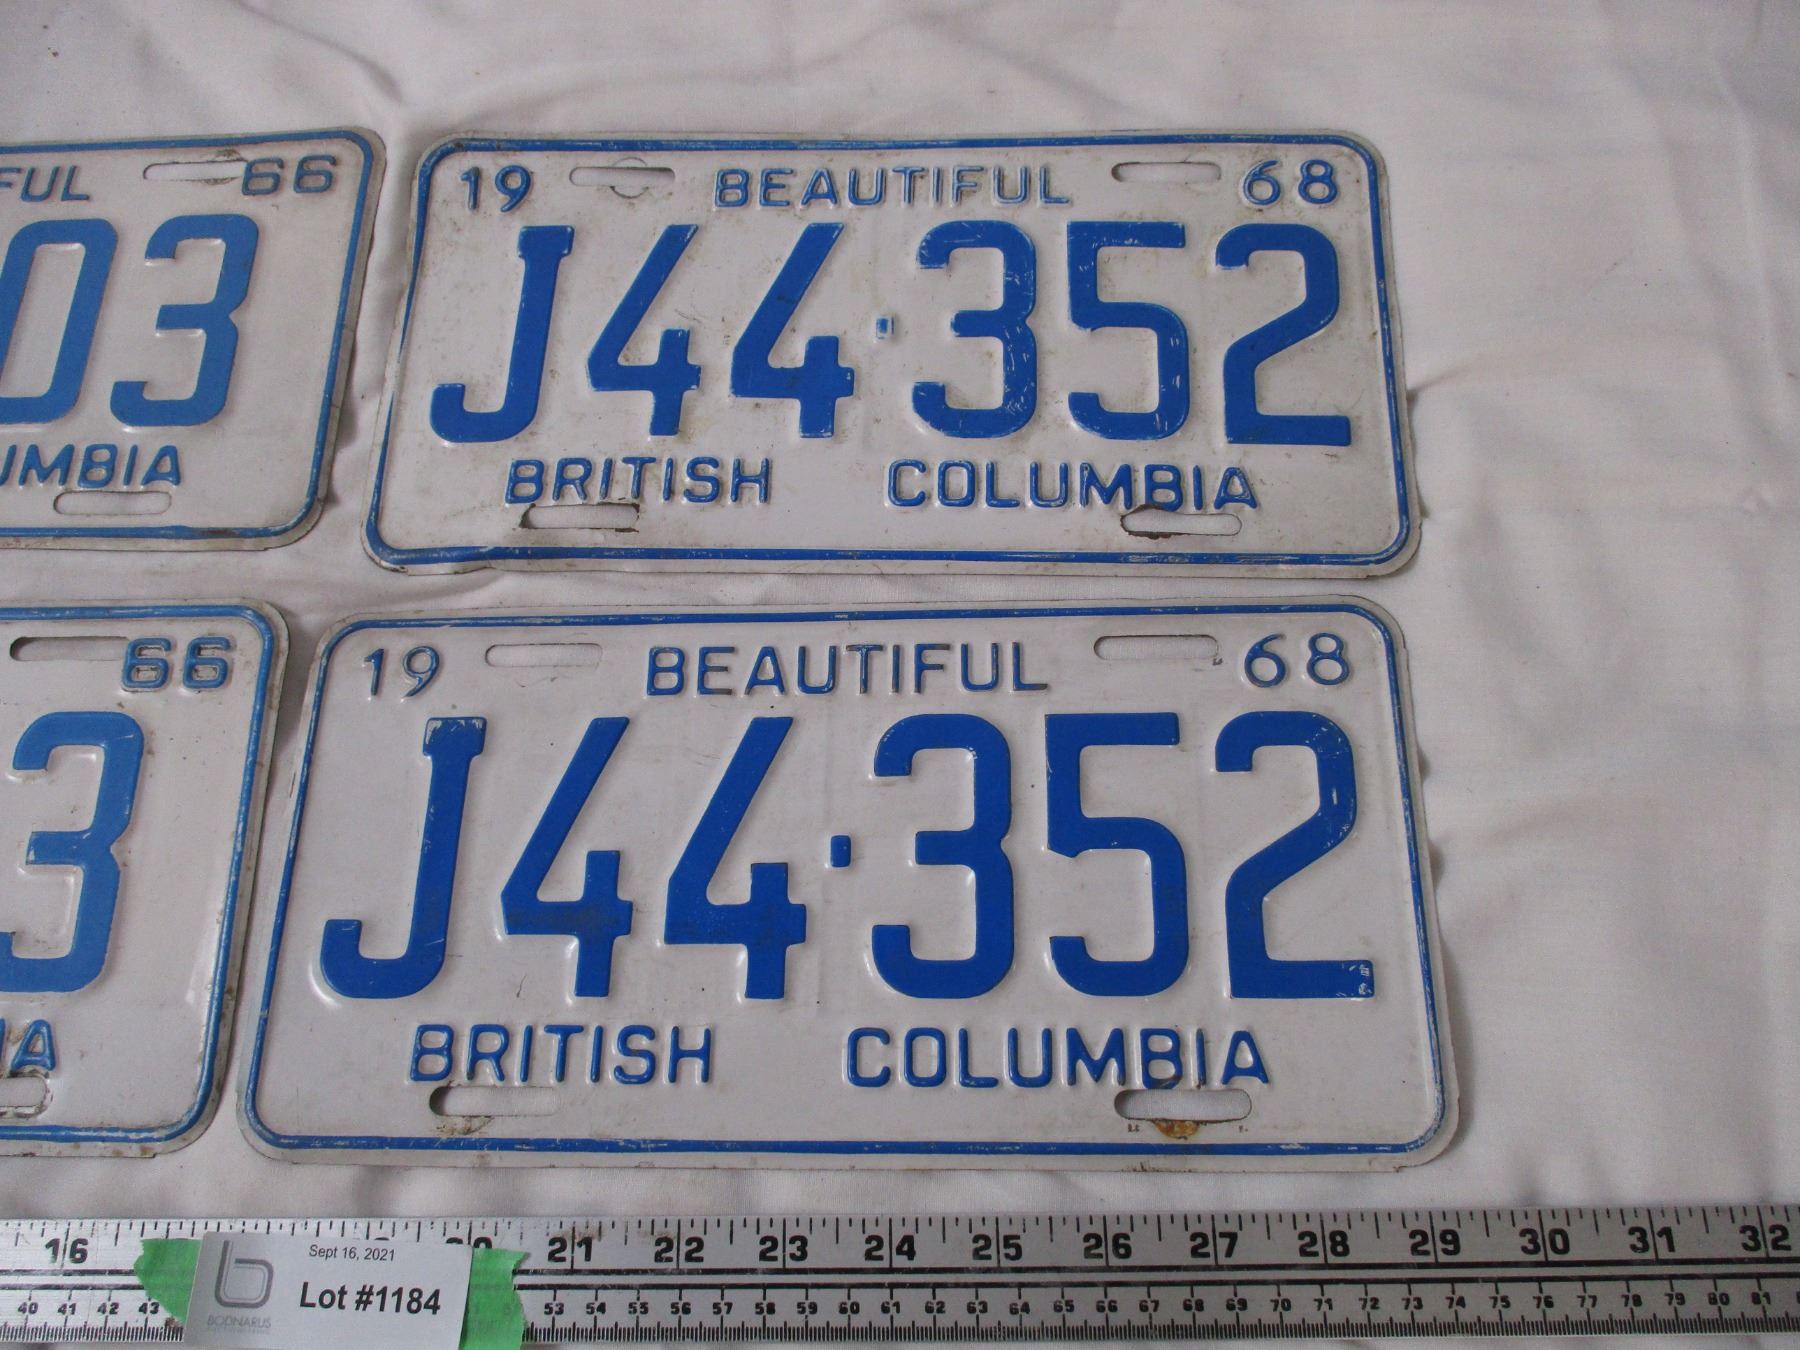 FUL 66
03
UMBIA
19 BEAUTIFUL 68
J44·352
BRITISH COLUMBIA
66
3
IA
19 BEAUTIFUL 68
J44·352
BRITISH COLUMBIA
16 20 21 22 23 24 25 26 27 28 29 30 31 32
Sept 16, 2021
Lot #1184
BODNARUS
40 41 42 43 53 54 55 56 57 58 59 60 61 62 63 64 65 66 67 68 69 70 71 72 73 74 75 76 77 78 79 80 81